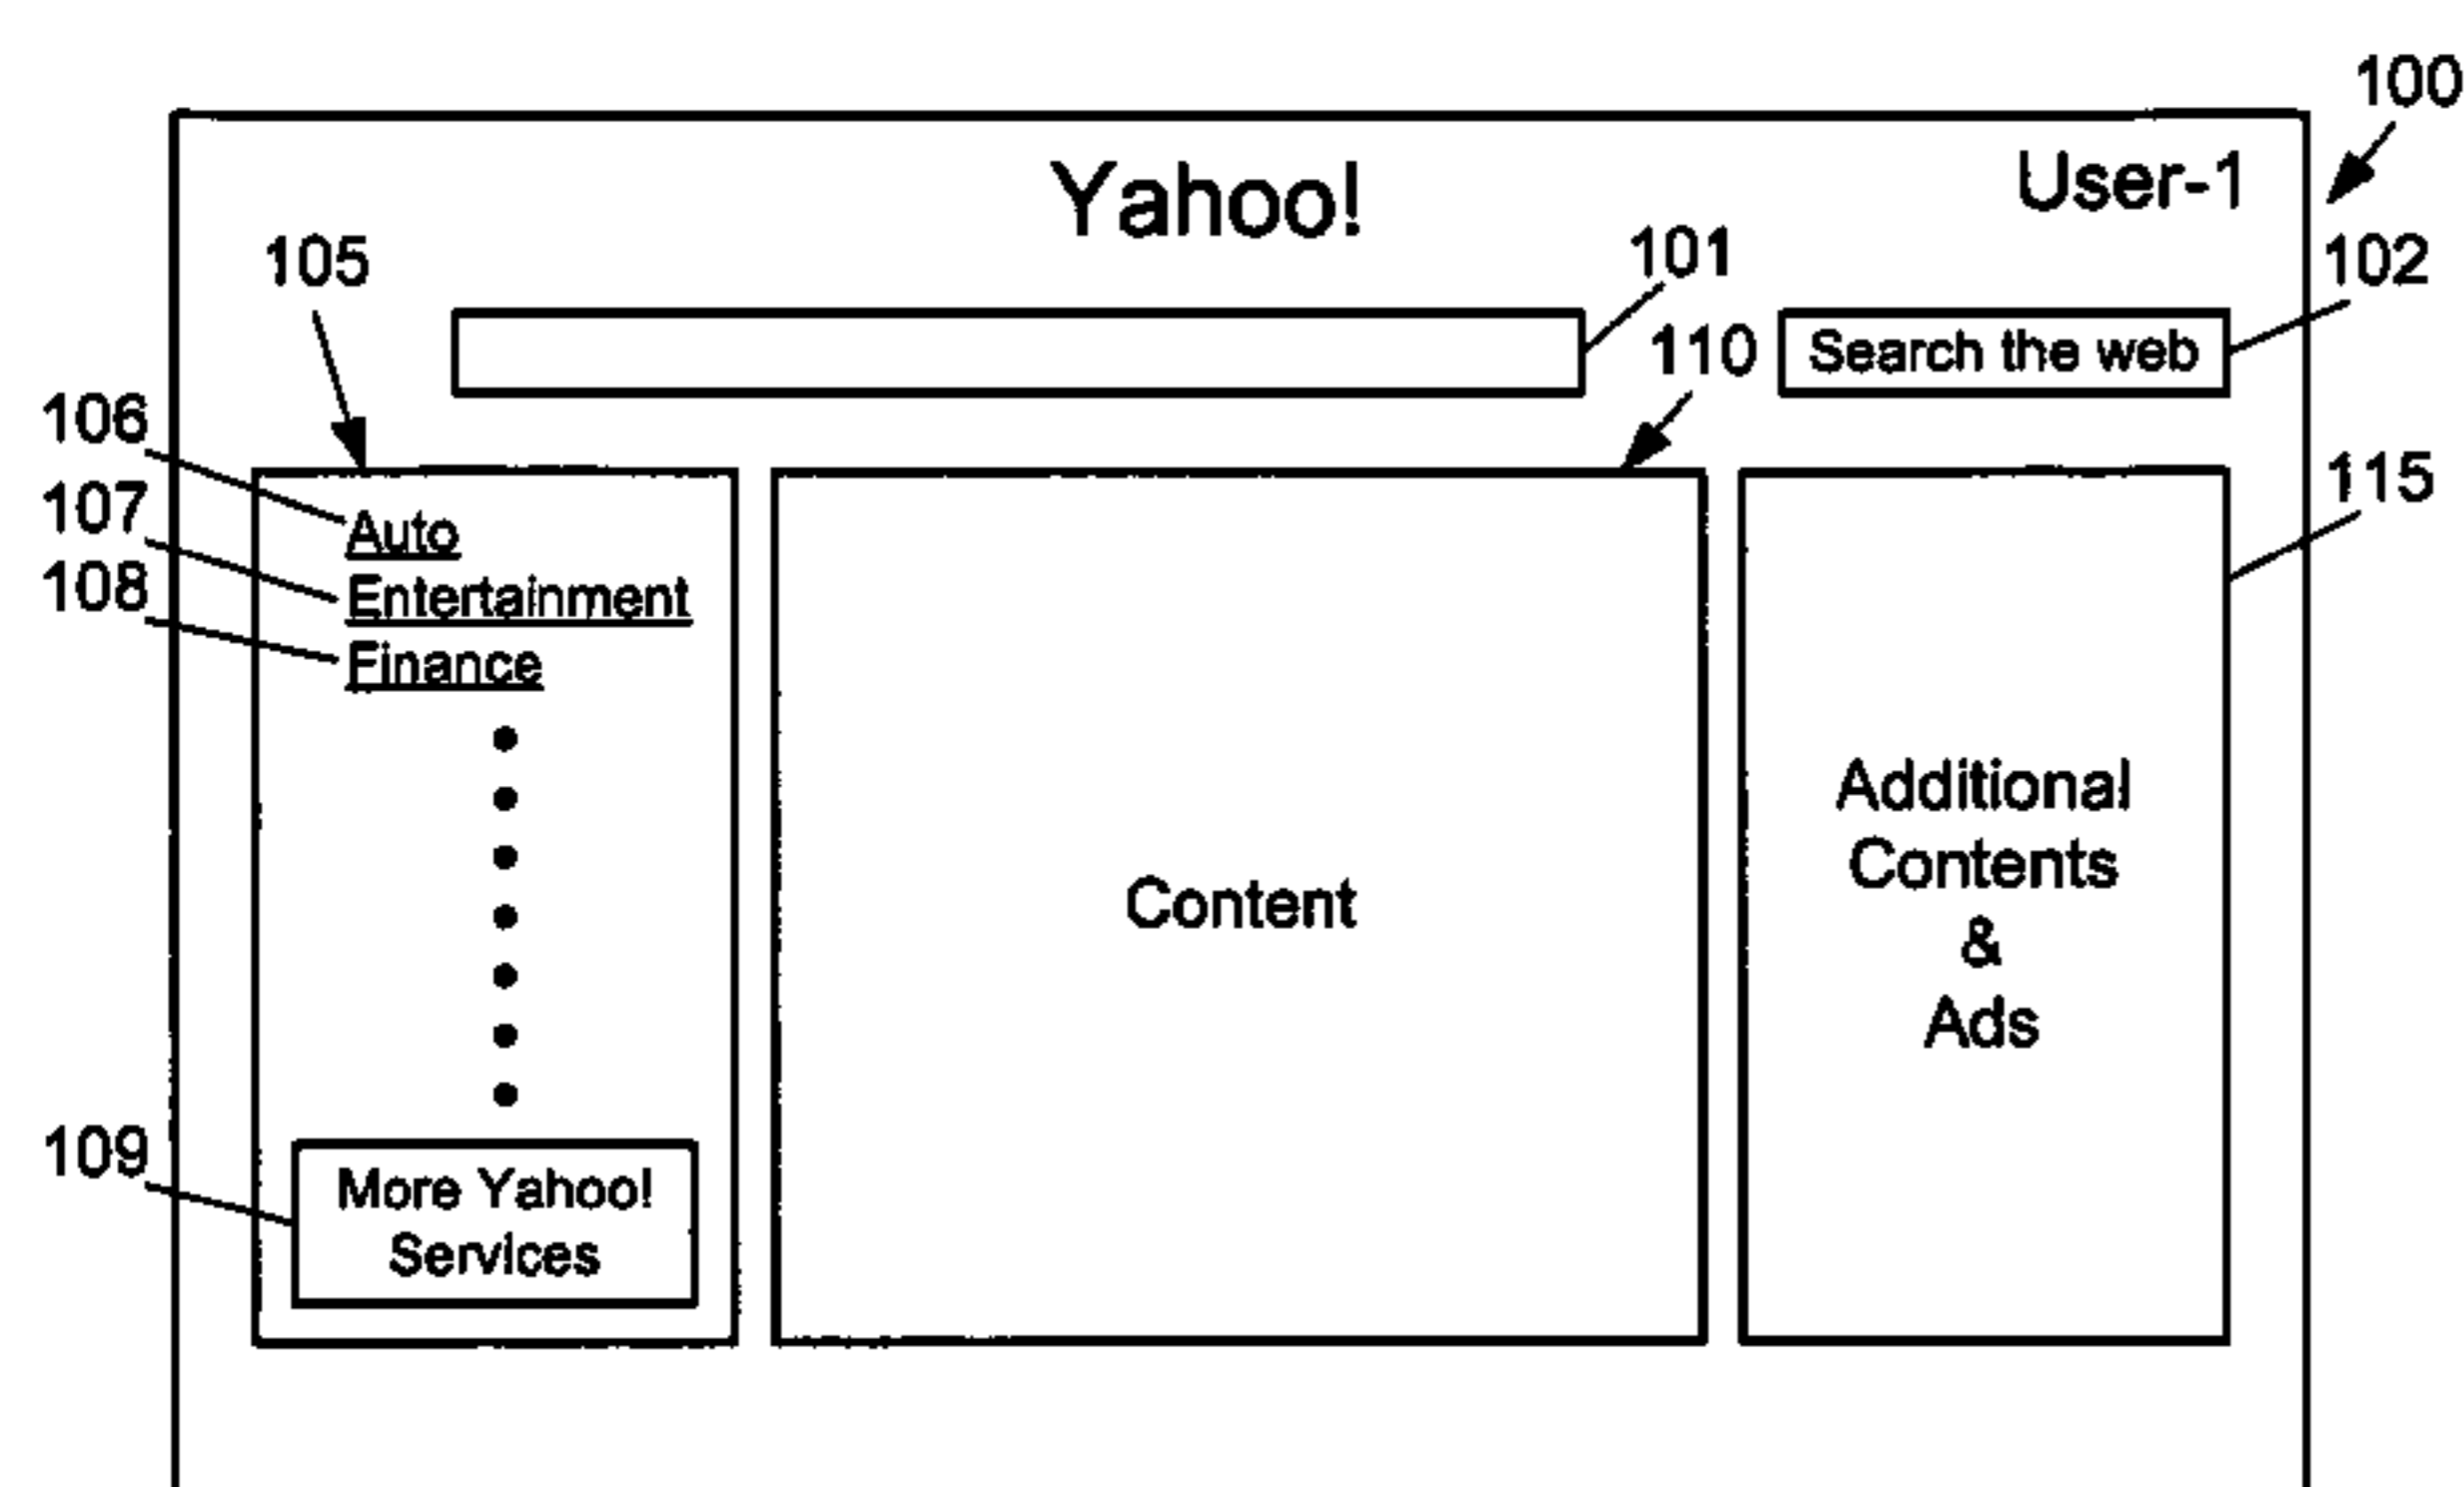 100
Yahoo!
User-1
105
101
102
110
Search the web
106
115
107
Auto
108
Entertainment
Finance
Content
Additional
Contents
&
Ads
109
More Yahoo!
Services